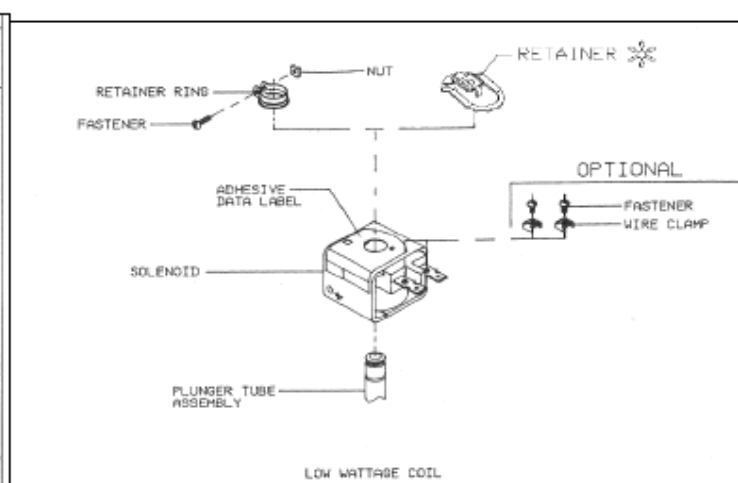 RETAINER
NUT
RETAINER RING
FASTENER
OPTIONAL
ADHESIVE
DATA LABEL
FASTENER
WIRE CLAMP
SOLENOID
PLUNGER TUBE
ASSEMBLY
LOW WATTAGE COIL